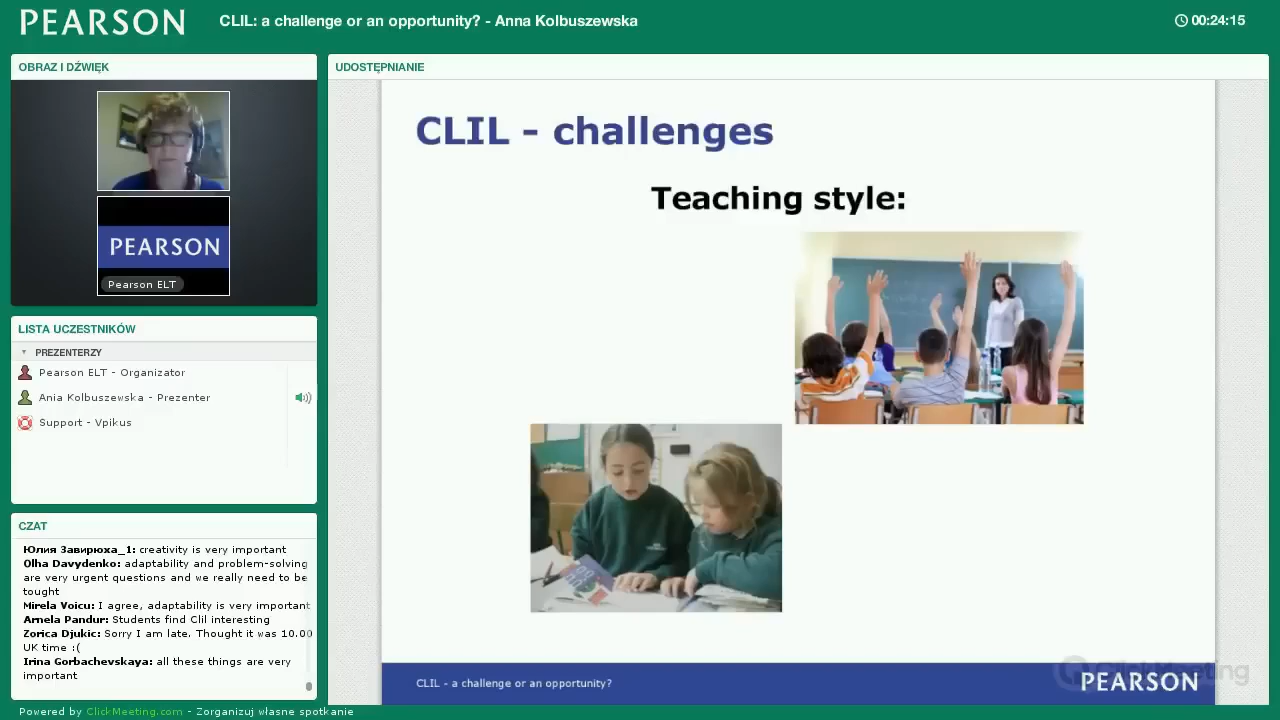 PEARSON
CLIL: a challenge or an opportunity? - Anna Kolbuszewska
00:24:15
OBRAZ I DŹWIĘK
PEARSON
Pearson ELT
LISTA UCZESTNIKÓW
PREZENTERZY
Pearson ELT - Organizator
Ania Kolbuszewska - Prezenter
Support - Vpikus
CZAT
Юлия Завирюха_1: creativity is very important
Olha Davydenko: adaptability and problem-solving
are very urgent questions and we really need to be
tought
Mirela Voicu: I agree, adaptability is very important
Arnela Pandur: Students find Clil interesting
Zorica Djukic: Sorry I am late. Thought it was 10.00
UK time :(
Irina Gorbachevskaya: all these things are very
important
Powered by ClickMeeting.com - Zorganizuj własne spotkanie
UDOSTĘPNIANIE
CLIL - challenges
Teaching style:
CLIL - a challenge or an opportunity?
ClickMeeting
PEARSON